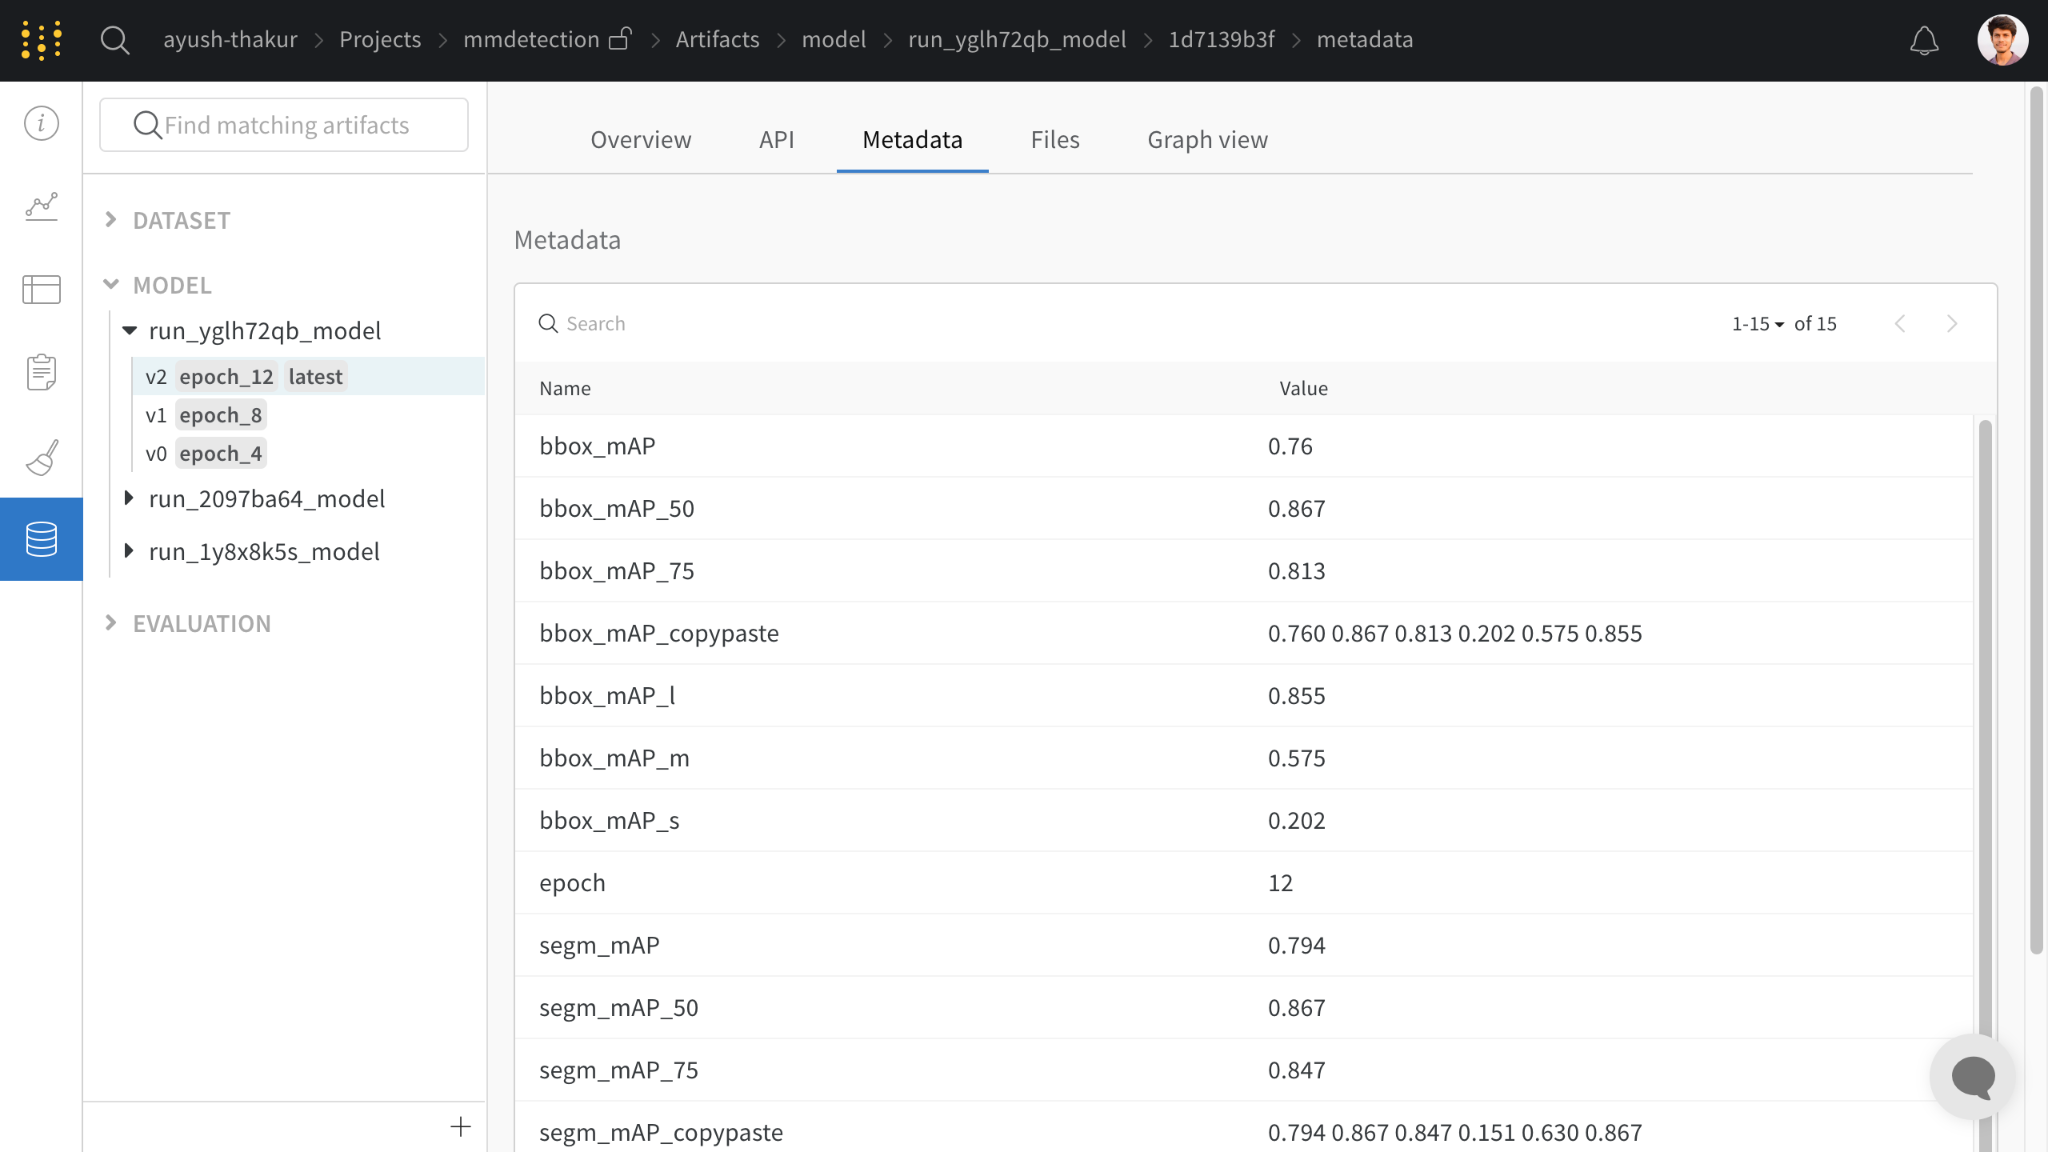 ayush-thakur > Projects > mmdetection > Artifacts > model > run_yglh72qb_model > 1d7139b3f > metadata
Find matching artifacts
DATASET
MODEL
run_yglh72qb_model
v2 epoch_12 latest
v1 epoch_8
v0 epoch_4
run_2097ba64_model
run_1y8x8k5s_model
EVALUATION
Overview API Metadata Files Graph view
Metadata
Search 1-15 of 15
Name Value
bbox_mAP 0.76
bbox_mAP_50 0.867
bbox_mAP_75 0.813
bbox_mAP_copypaste 0.760 0.867 0.813 0.202 0.575 0.855
bbox_mAP_l 0.855
bbox_mAP_m 0.575
bbox_mAP_s 0.202
epoch 12
segm_mAP 0.794
segm_mAP_50 0.867
segm_mAP_75 0.847
segm_mAP_copypaste 0.794 0.867 0.847 0.151 0.630 0.867